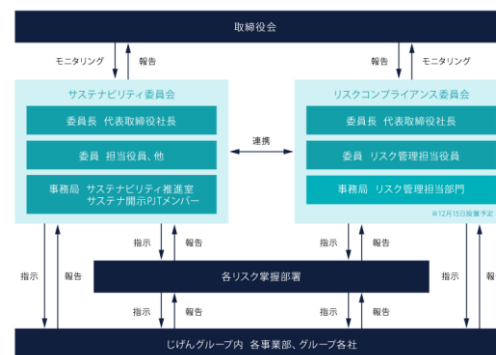 取締役会
モニタリング 報告 報告 モニタリング
サステナビリティ委員会
委員長 代表取締役社長
委員 担当役員、他
事務局 サステナビリティ推進室
サステナ開示PJTメンバー
連携
リスクコンプライアンス委員会
委員長 代表取締役社長
委員 リスク管理担当役員
事務局 リスク管理担当部門
※12月15日設置予定
指示 報告 指示 報告 指示 報告 指示 報
各リスク掌握部署
指示 報告 指示 報告
じげんグループ内 各事業部、グループ各社